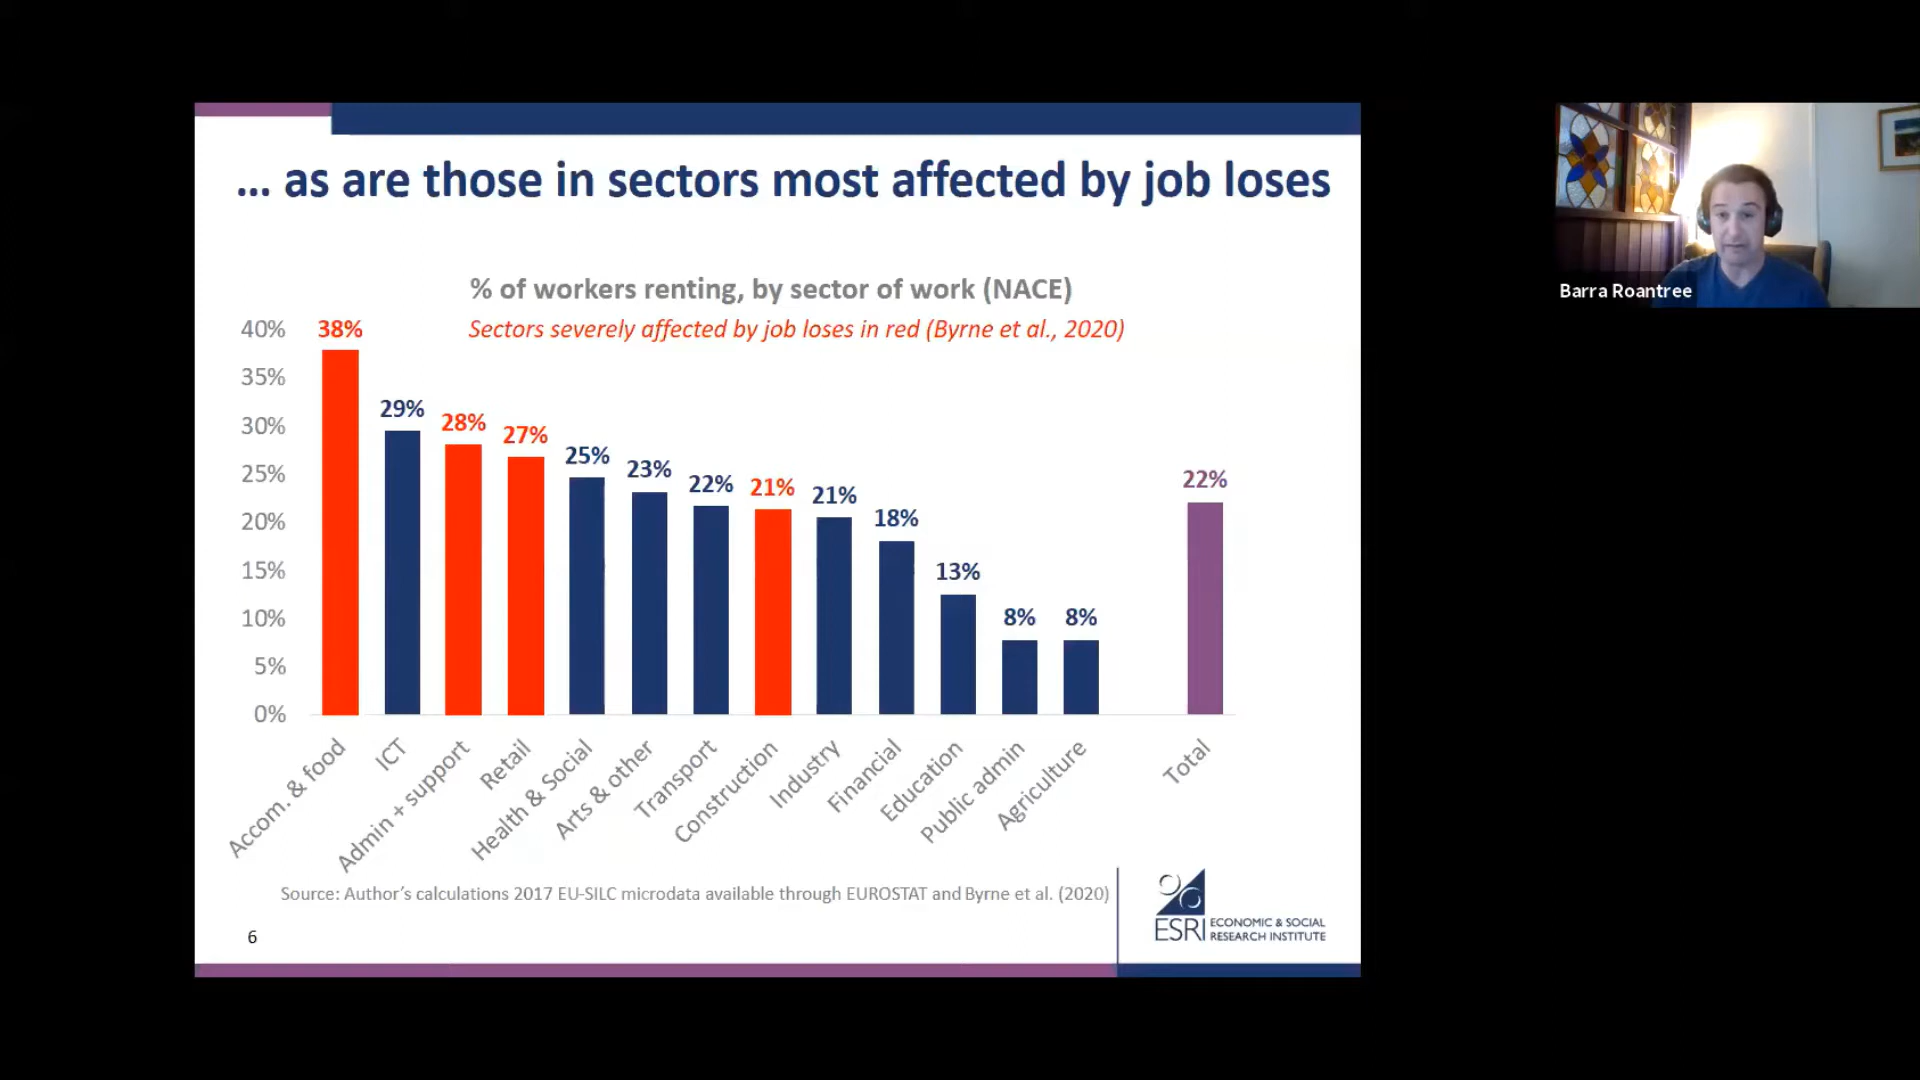 ... as are those in sectors most affected by job loses
% of workers renting, by sector of work (NACE)
Sectors severely affected by job loses in red (Byrne et al., 2020)
40%
35%
30%
25%
20%
15%
10%
5%
0%
38%
29%
28%
27%
25%
23%
22%
21%
21%
18%
13%
8%
8%
22%
Accom. & food
ICT
Admin + support
Retail
Health & Social
Arts & other
Transport
Construction
Industry
Financial
Education
Public admin
Agriculture
Total
Source: Author's calculations 2017 EU-SILC microdata available through EUROSTAT and Byrne et al. (2020)
6
ESRI
ECONOMIC & SOCIAL
RESEARCH INSTITUTE
Barra Roantree